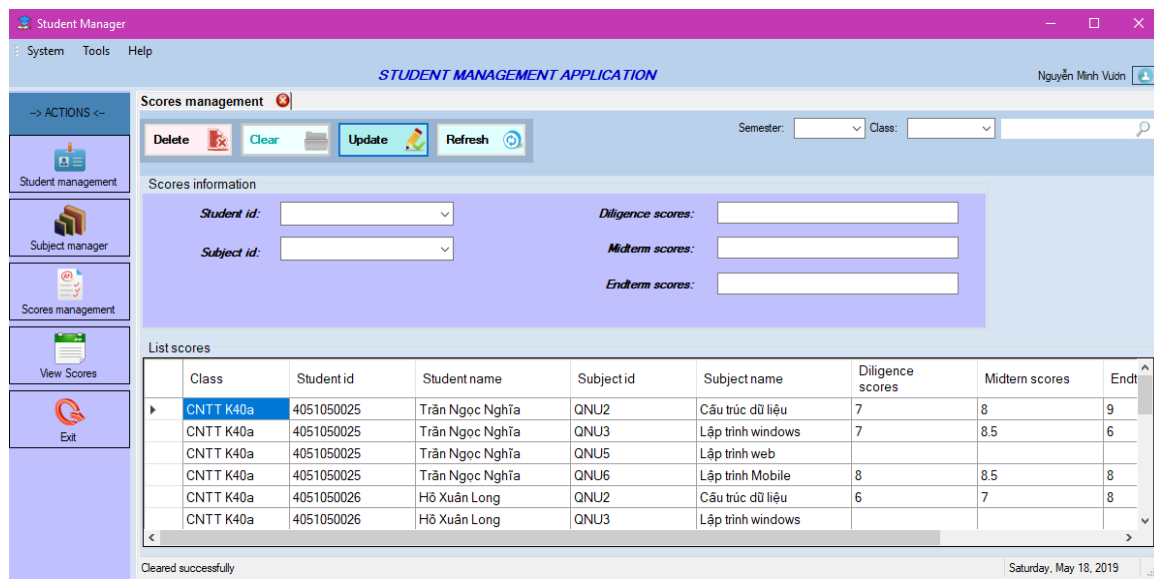 Student Manager
System Tools Help
STUDENT MANAGEMENT APPLICATION
Nguyễn Minh Vươn
--> ACTIONS <--
Student management
Subject manager
Scores management
View Scores
Exit
Scores management
Delete Clear Update Refresh
Semester: Class:
Scores information
Student id: Diligence scores:
Subject id: Midterm scores:
Endterm scores:
List scores
Class Student id Student name Subject id Subject name Diligence scores Midtern scores Endt
CNTT K40a 4051050025 Trần Ngọc Nghĩa QNU2 Cấu trúc dữ liệu 7 8 9
CNTT K40a 4051050025 Trần Ngọc Nghĩa QNU3 Lập trình windows 7 8.5 6
CNTT K40a 4051050025 Trần Ngọc Nghĩa QNU5 Lập trình web
CNTT K40a 4051050025 Trần Ngọc Nghĩa QNU6 Lập trình Mobile 8 8.5 8
CNTT K40a 4051050026 Hồ Xuân Long QNU2 Cấu trúc dữ liệu 6 7 8
CNTT K40a 4051050026 Hồ Xuân Long QNU3 Lập trình windows
Cleared successfully
Saturday, May 18, 2019